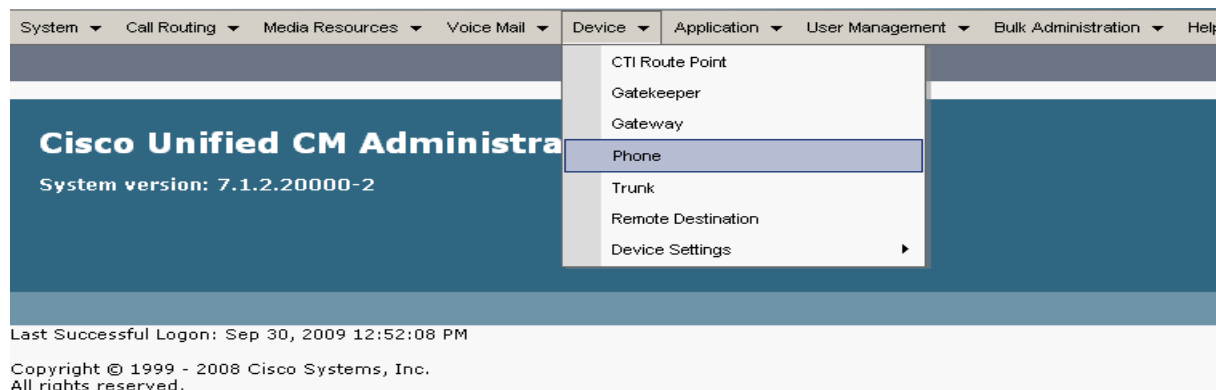 System Call Routing Media Resources Voice Mail Device Application User Management Bulk Administration Help
CTI Route Point
Gatekeeper
Gateway
Phone
Trunk
Remote Destination
Device Settings
Cisco Unified CM Administra
System version: 7.1.2.20000-2
Last Successful Logon: Sep 30, 2009 12:52:08 PM
Copyright © 1999 - 2008 Cisco Systems, Inc.
All rights reserved.